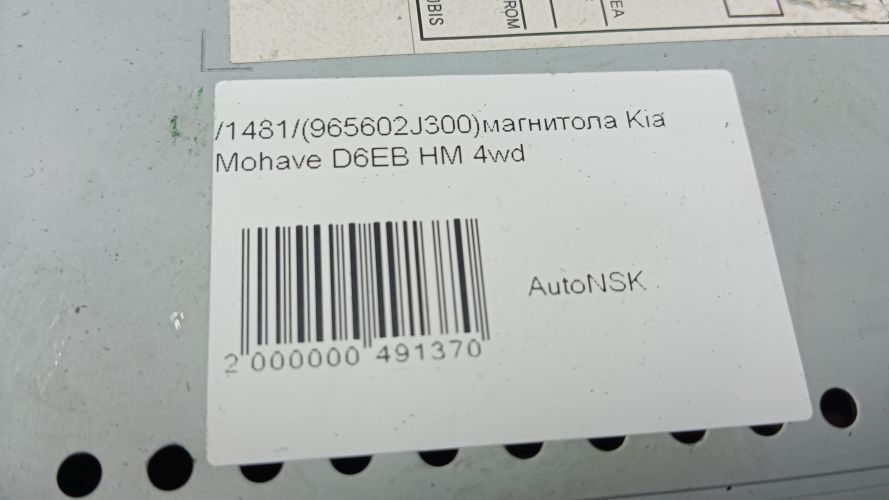 /1481/(965602J300)магнитола Kia
Mohave D6EB HM 4wd
AutoNSK
2 000000 491370